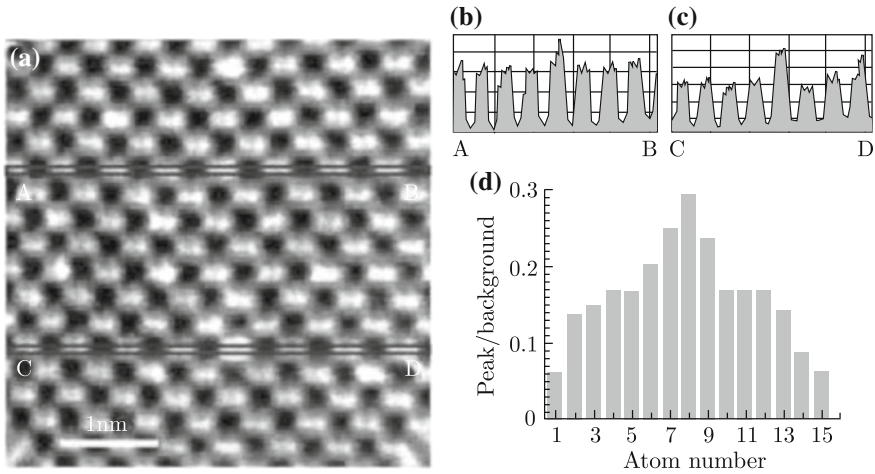 (a)
A B
C D
1nm
(b)
A B
(c)
C D
(d)
Peak/background
0.3
0.2
0.1
0
1 3 5 7 9 11 13 15
Atom number